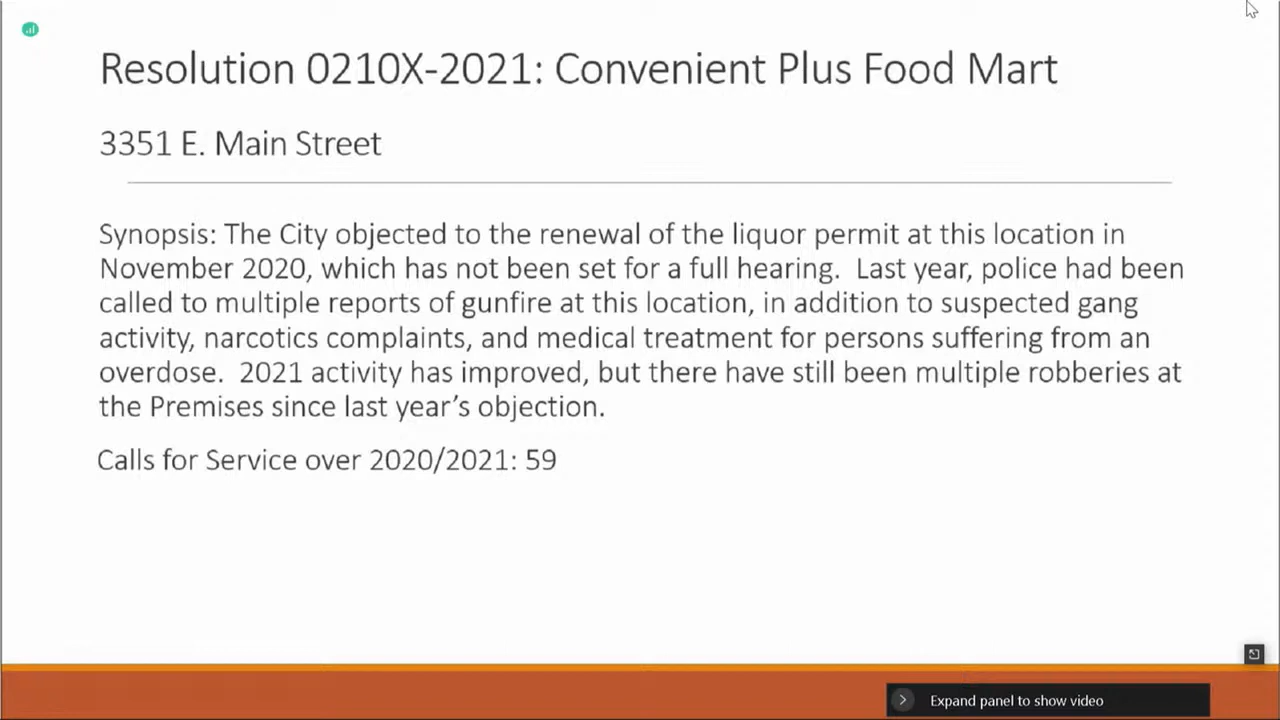 Resolution 0210X-2021: Convenient Plus Food Mart
3351 E. Main Street
Synopsis: The City objected to the renewal of the liquor permit at this location in
November 2020, which has not been set for a full hearing.  Last year, police had been
called to multiple reports of gunfire at this location, in addition to suspected gang
activity, narcotics complaints, and medical treatment for persons suffering from an
overdose.  2021 activity has improved, but there have still been multiple robberies at
the Premises since last year’s objection.
Calls for Service over 2020/2021: 59
Expand panel to show video